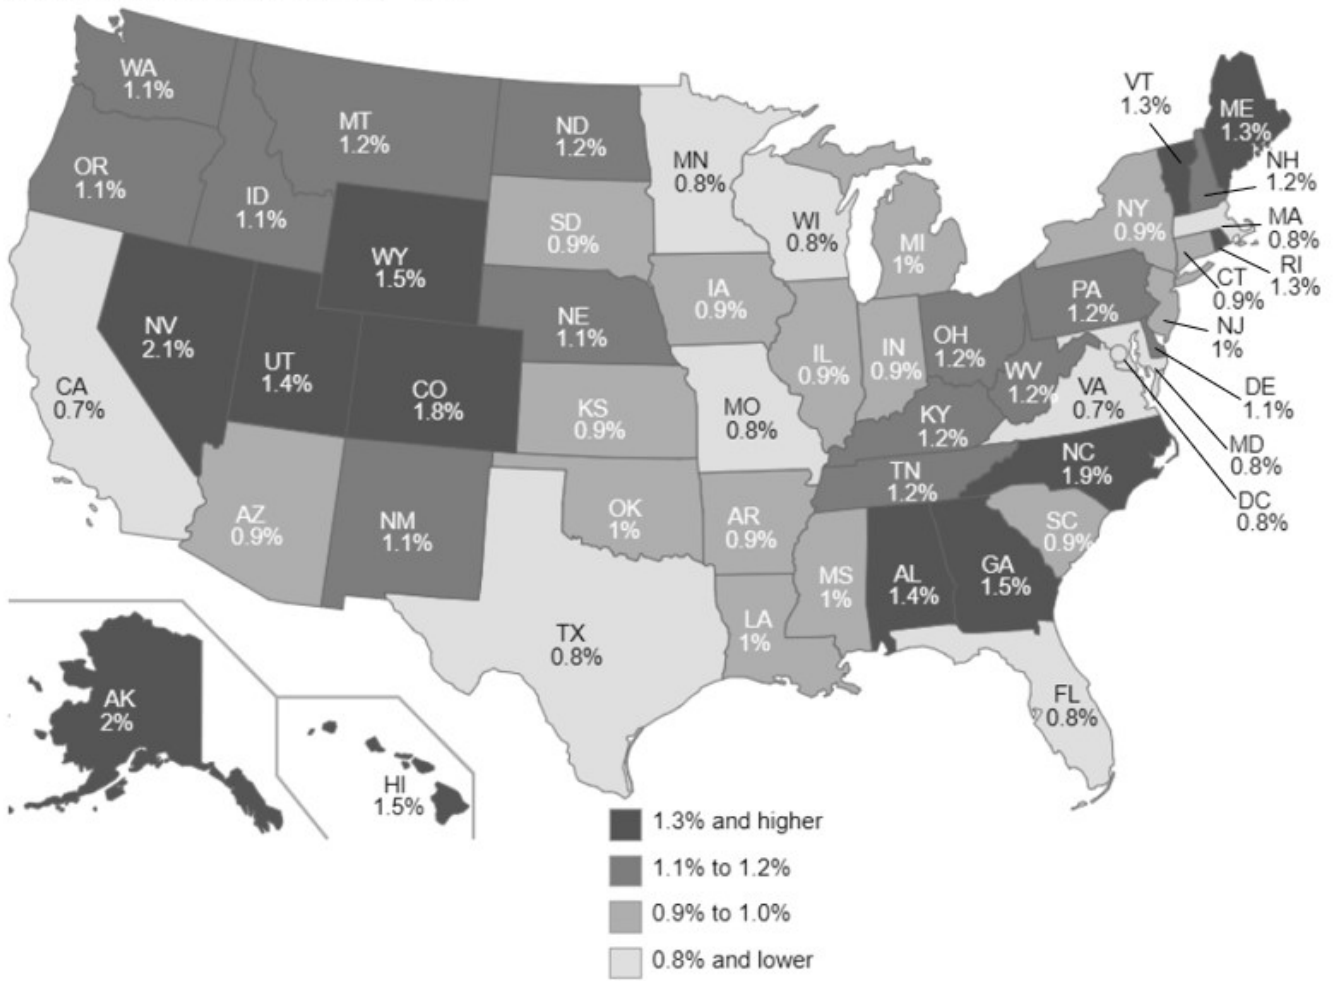 WA
1.1%
MT
1.2%
ND
1.2%
MN
0.8%
VT
1.3%
ME
1.3%
OR
1.1%
ID
1.1%
SD
0.9%
WI
0.8%
MI
1%
NY
0.9%
NH
1.2%
MA
0.8%
RI
1.3%
CT
0.9%
WY
1.5%
IA
0.9%
NE
1.1%
PA
1.2%
NJ
1%
NV
2.1%
UT
1.4%
CO
1.8%
IL
0.9%
IN
0.9%
OH
1.2%
WV
1.2%
VA
0.7%
DE
1.1%
CA
0.7%
KS
0.9%
MO
0.8%
KY
1.2%
MD
0.8%
NC
1.9%
DC
0.8%
AZ
0.9%
NM
1.1%
OK
1%
AR
0.9%
TN
1.2%
SC
0.9%
MS
1%
AL
1.4%
GA
1.5%
TX
0.8%
LA
1%
FL
0.8%
AK
2%
HI
1.5%
1.3% and higher
1.1% to 1.2%
0.9% to 1.0%
0.8% and lower